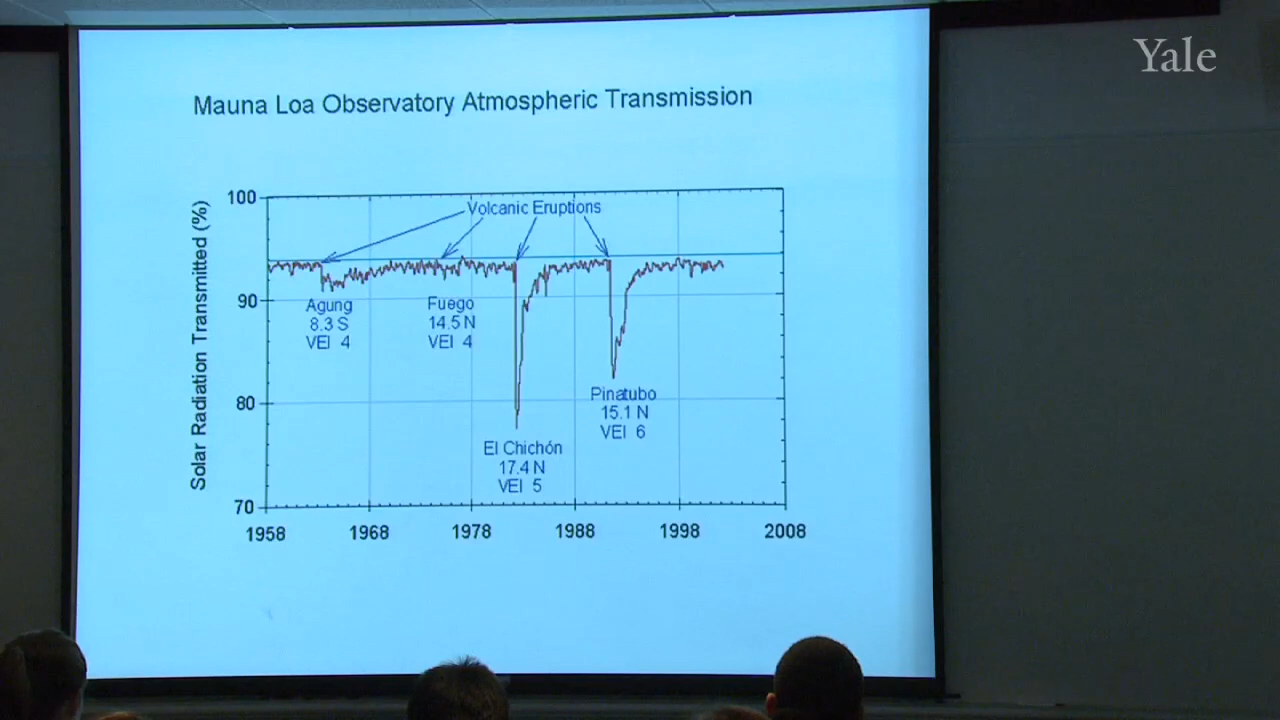 Yale
Mauna Loa Observatory Atmospheric Transmission
Solar Radiation Transmitted (%)
100
90
80
70
Volcanic Eruptions
Agung
8.3 S
VEI 4
Fuego
14.5 N
VEI 4
El Chichón
17.4 N
VEI 5
Pinatubo
15.1 N
VEI 6
1958 1968 1978 1988 1998 2008